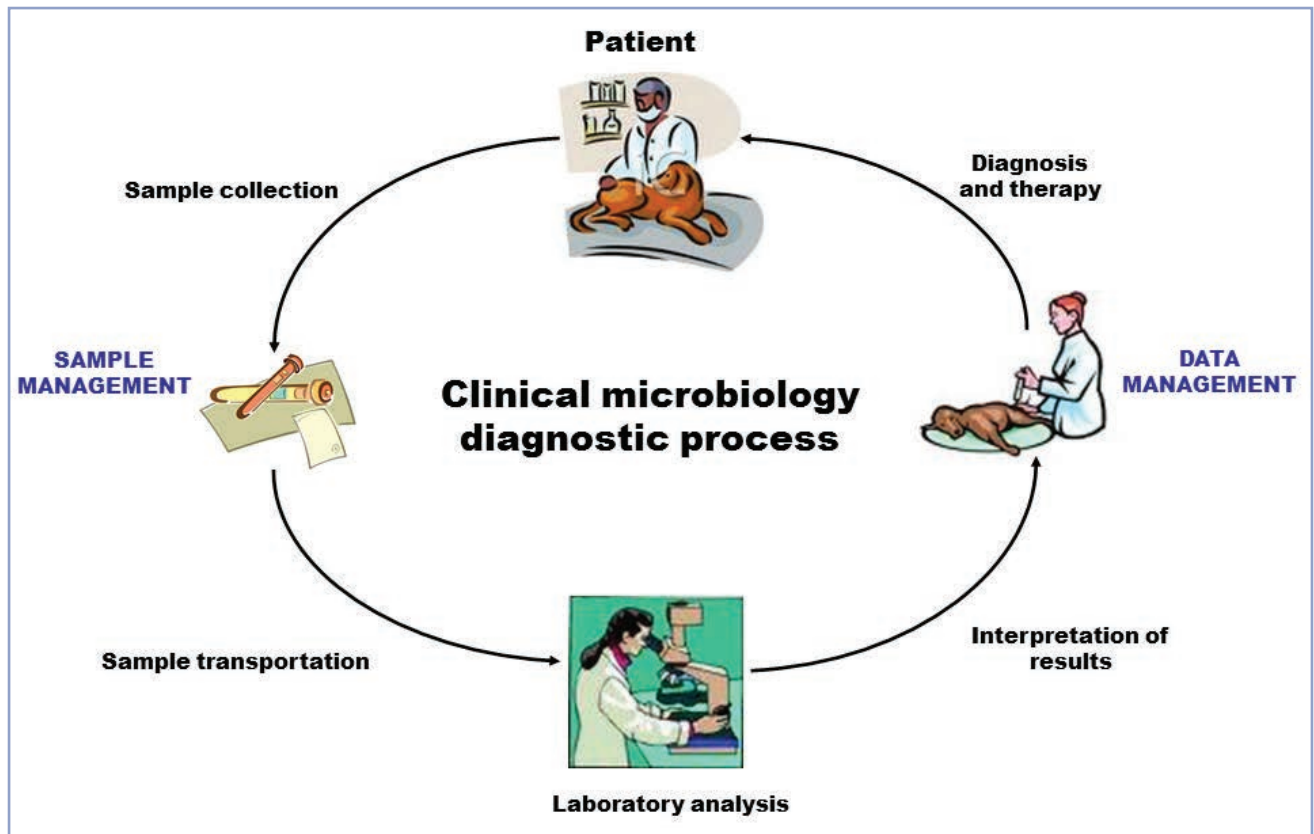 Patient
Sample collection
Diagnosis
and therapy
SAMPLE
MANAGEMENT
Clinical microbiology
diagnostic process
DATA
MANAGEMENT
Sample transportation
Interpretation of
results
Laboratory analysis